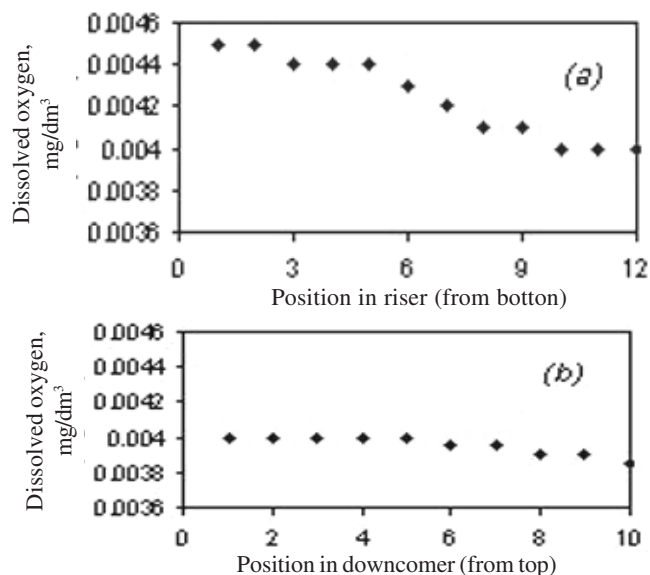 Dissolved oxygen,
mg/dm³
0.0046
0.0044
0.0042
0.004
0.0038
0.0036
(a)
0 3 6 9 12
Position in riser (from botton)
Dissolved oxygen,
mg/dm³
0.0046
0.0044
0.0042
0.004
0.0038
0.0036
(b)
0 2 4 6 8 10
Position in downcomer (from top)